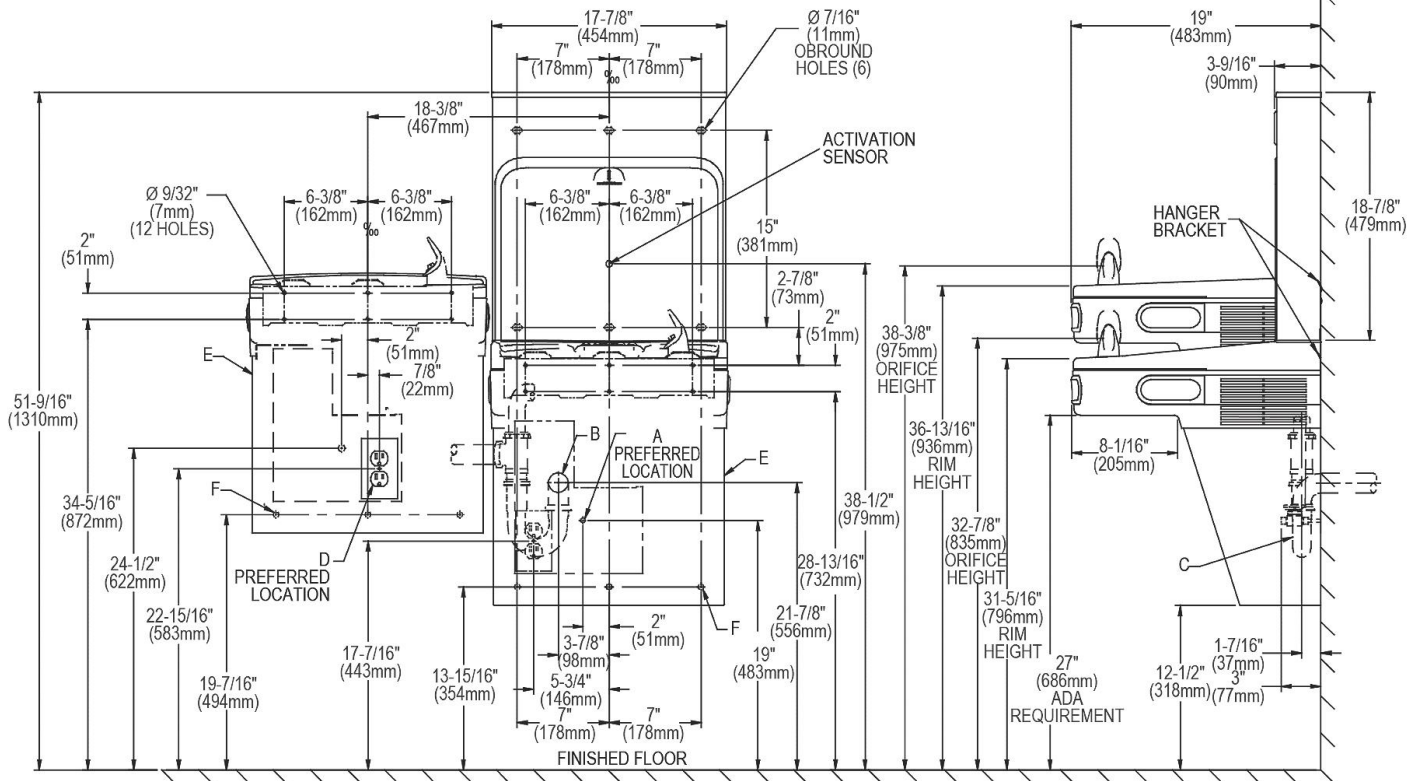 17-7/8"
(454mm)
7"
(178mm)
7"
(178mm)
Ø 7/16"
(11mm)
OBROUND
HOLES (6)
19"
(483mm)
3-9/16"
(90mm)
18-3/8"
(467mm)
ACTIVATION
SENSOR
Ø 9/32"
(7mm)
(12 HOLES)
6-3/8"
(162mm)
6-3/8"
(162mm)
6-3/8"
(162mm)
6-3/8"
(162mm)
15"
(381mm)
HANGER
BRACKET
18-7/8"
(479mm)
2"
(51mm)
2-7/8"
(73mm)
2"
(51mm)
2"
(51mm)
7/8"
(22mm)
E
38-3/8"
(975mm)
ORIFICE
HEIGHT
51-9/16"
(1310mm)
B
A
PREFERRED
LOCATION
E
36-13/16"
(936mm)
RIM
HEIGHT
8-1/16"
(205mm)
34-5/16"
(872mm)
F
38-1/2"
(979mm)
32-7/8"
(835mm)
ORIFICE
HEIGHT
24-1/2"
(622mm)
D
PREFERRED
LOCATION
28-13/16"
(732mm)
C
22-15/16"
(583mm)
21-7/8"
(556mm)
31-5/16"
(796mm)
RIM
HEIGHT
F
2"
(51mm)
3-7/8"
(98mm)
19"
(483mm)
17-7/16"
(443mm)
5-3/4"
(146mm)
13-15/16"
(354mm)
19-7/16"
(494mm)
27"
(686mm)
ADA
REQUIREMENT
12-1/2"
(318mm)
1-7/16"
(37mm)
3"
(77mm)
7"
(178mm)
7"
(178mm)
FINISHED FLOOR